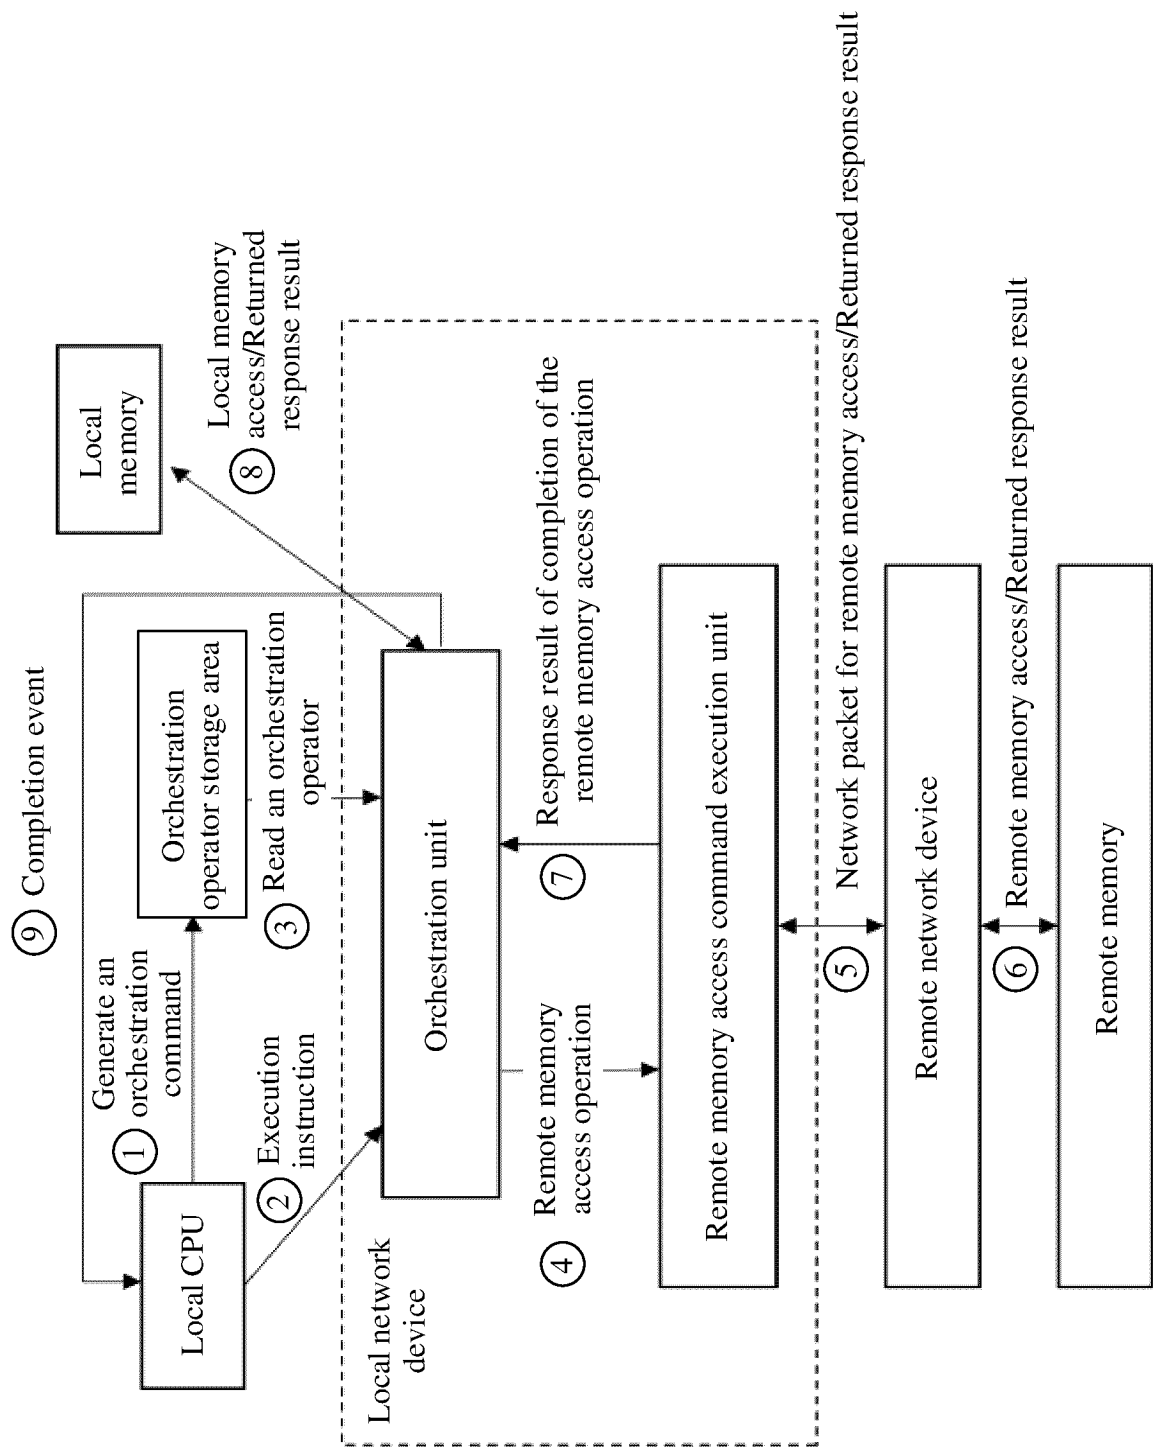 ⑨ Completion event
Local CPU
① Generate an
orchestration
command
Orchestration
operator storage area
Local
memory
② Execution
instruction
③ Read an orchestration
operator
⑧ Local memory
access/Returned
response result
Local network
device
Orchestration unit
④ Remote memory
access operation
⑦ Response result of completion of the
remote memory access operation
Remote memory access command execution unit
⑤ Network packet for remote memory access/Returned response result
Remote network device
⑥ Remote memory access/Returned response result
Remote memory